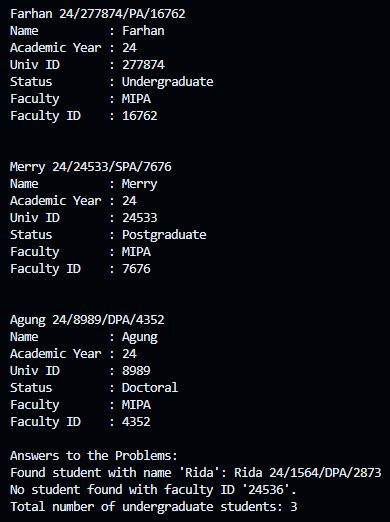 Farhan 24/277874/PA/16762
Name          : Farhan
Academic Year : 24
Univ ID       : 277874
Status        : Undergraduate
Faculty       : MIPA
Faculty ID    : 16762
Merry 24/24533/SPA/7676
Name          : Merry
Academic Year : 24
Univ ID       : 24533
Status        : Postgraduate
Faculty       : MIPA
Faculty ID    : 7676
Agung 24/8989/DPA/4352
Name          : Agung
Academic Year : 24
Univ ID       : 8989
Status        : Doctoral
Faculty       : MIPA
Faculty ID    : 4352
Answers to the Problems:
Found student with name 'Rida': Rida 24/1564/DPA/2873
No student found with faculty ID '24536'.
Total number of undergraduate students: 3